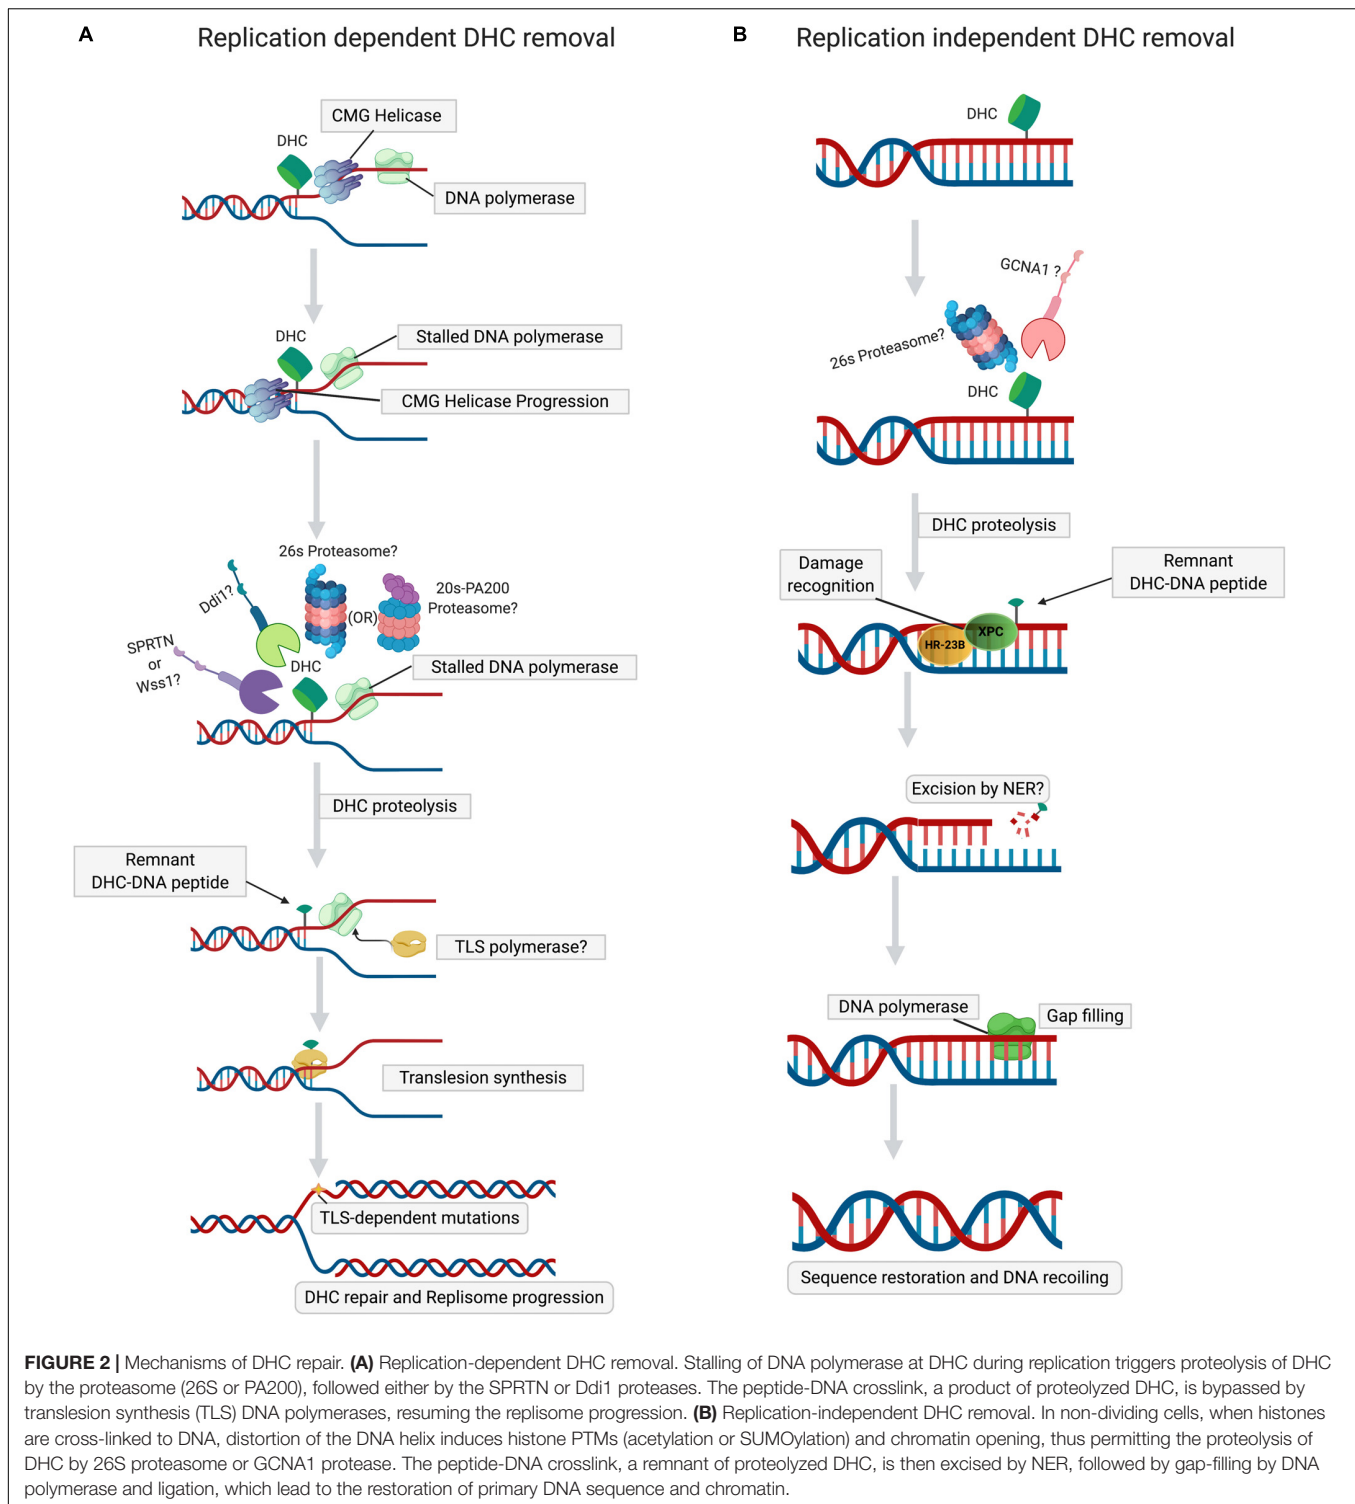 A
Replication dependent DHC removal
CMG Helicase
DHC
DNA polymerase
DHC
Stalled DNA polymerase
CMG Helicase Progression
26s Proteasome?
(OR)
20s-PA200
Proteasome?
Ddi1?
SPRTN
or
Wss1?
DHC
Stalled DNA polymerase
DHC proteolysis
Remnant
DHC-DNA peptide
TLS polymerase?
Translesion synthesis
TLS-dependent mutations
DHC repair and Replisome progression
B
Replication independent DHC removal
DHC
GCNA1 ?
26s Proteasome?
DHC
DHC proteolysis
Damage
recognition
Remnant
DHC-DNA peptide
HR-23B
XPC
Excision by NER?
DNA polymerase
Gap filling
Sequence restoration and DNA recoiling
FIGURE 2 | Mechanisms of DHC repair. (A) Replication-dependent DHC removal. Stalling of DNA polymerase at DHC during replication triggers proteolysis of DHC
by the proteasome (26S or PA200), followed either by the SPRTN or Ddi1 proteases. The peptide-DNA crosslink, a product of proteolyzed DHC, is bypassed by
translesion synthesis (TLS) DNA polymerases, resuming the replisome progression. (B) Replication-independent DHC removal. In non-dividing cells, when histones
are cross-linked to DNA, distortion of the DNA helix induces histone PTMs (acetylation or SUMOylation) and chromatin opening, thus permitting the proteolysis of
DHC by 26S proteasome or GCNA1 protease. The peptide-DNA crosslink, a remnant of proteolyzed DHC, is then excised by NER, followed by gap-filling by DNA
polymerase and ligation, which lead to the restoration of primary DNA sequence and chromatin.